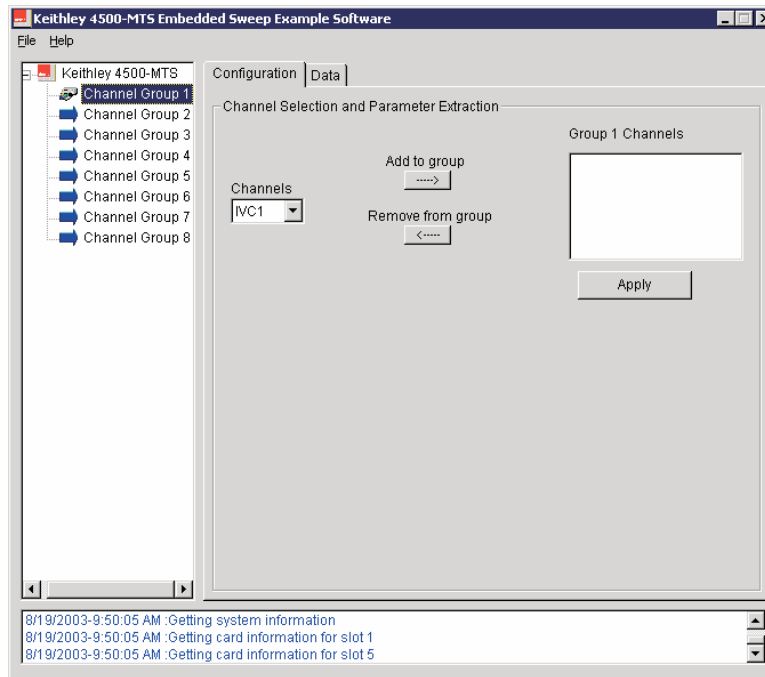 Keithley 4500-MTS Embedded Sweep Example Software
File Help
Keithley 4500-MTS
Channel Group 1
Channel Group 2
Channel Group 3
Channel Group 4
Channel Group 5
Channel Group 6
Channel Group 7
Channel Group 8
Configuration Data
Channel Selection and Parameter Extraction
Channels
IVC1
Add to group
----->
Remove from group
<-----
Group 1 Channels
Apply
8/19/2003-9:50:05 AM :Getting system information
8/19/2003-9:50:05 AM :Getting card information for slot 1
8/19/2003-9:50:05 AM :Getting card information for slot 5